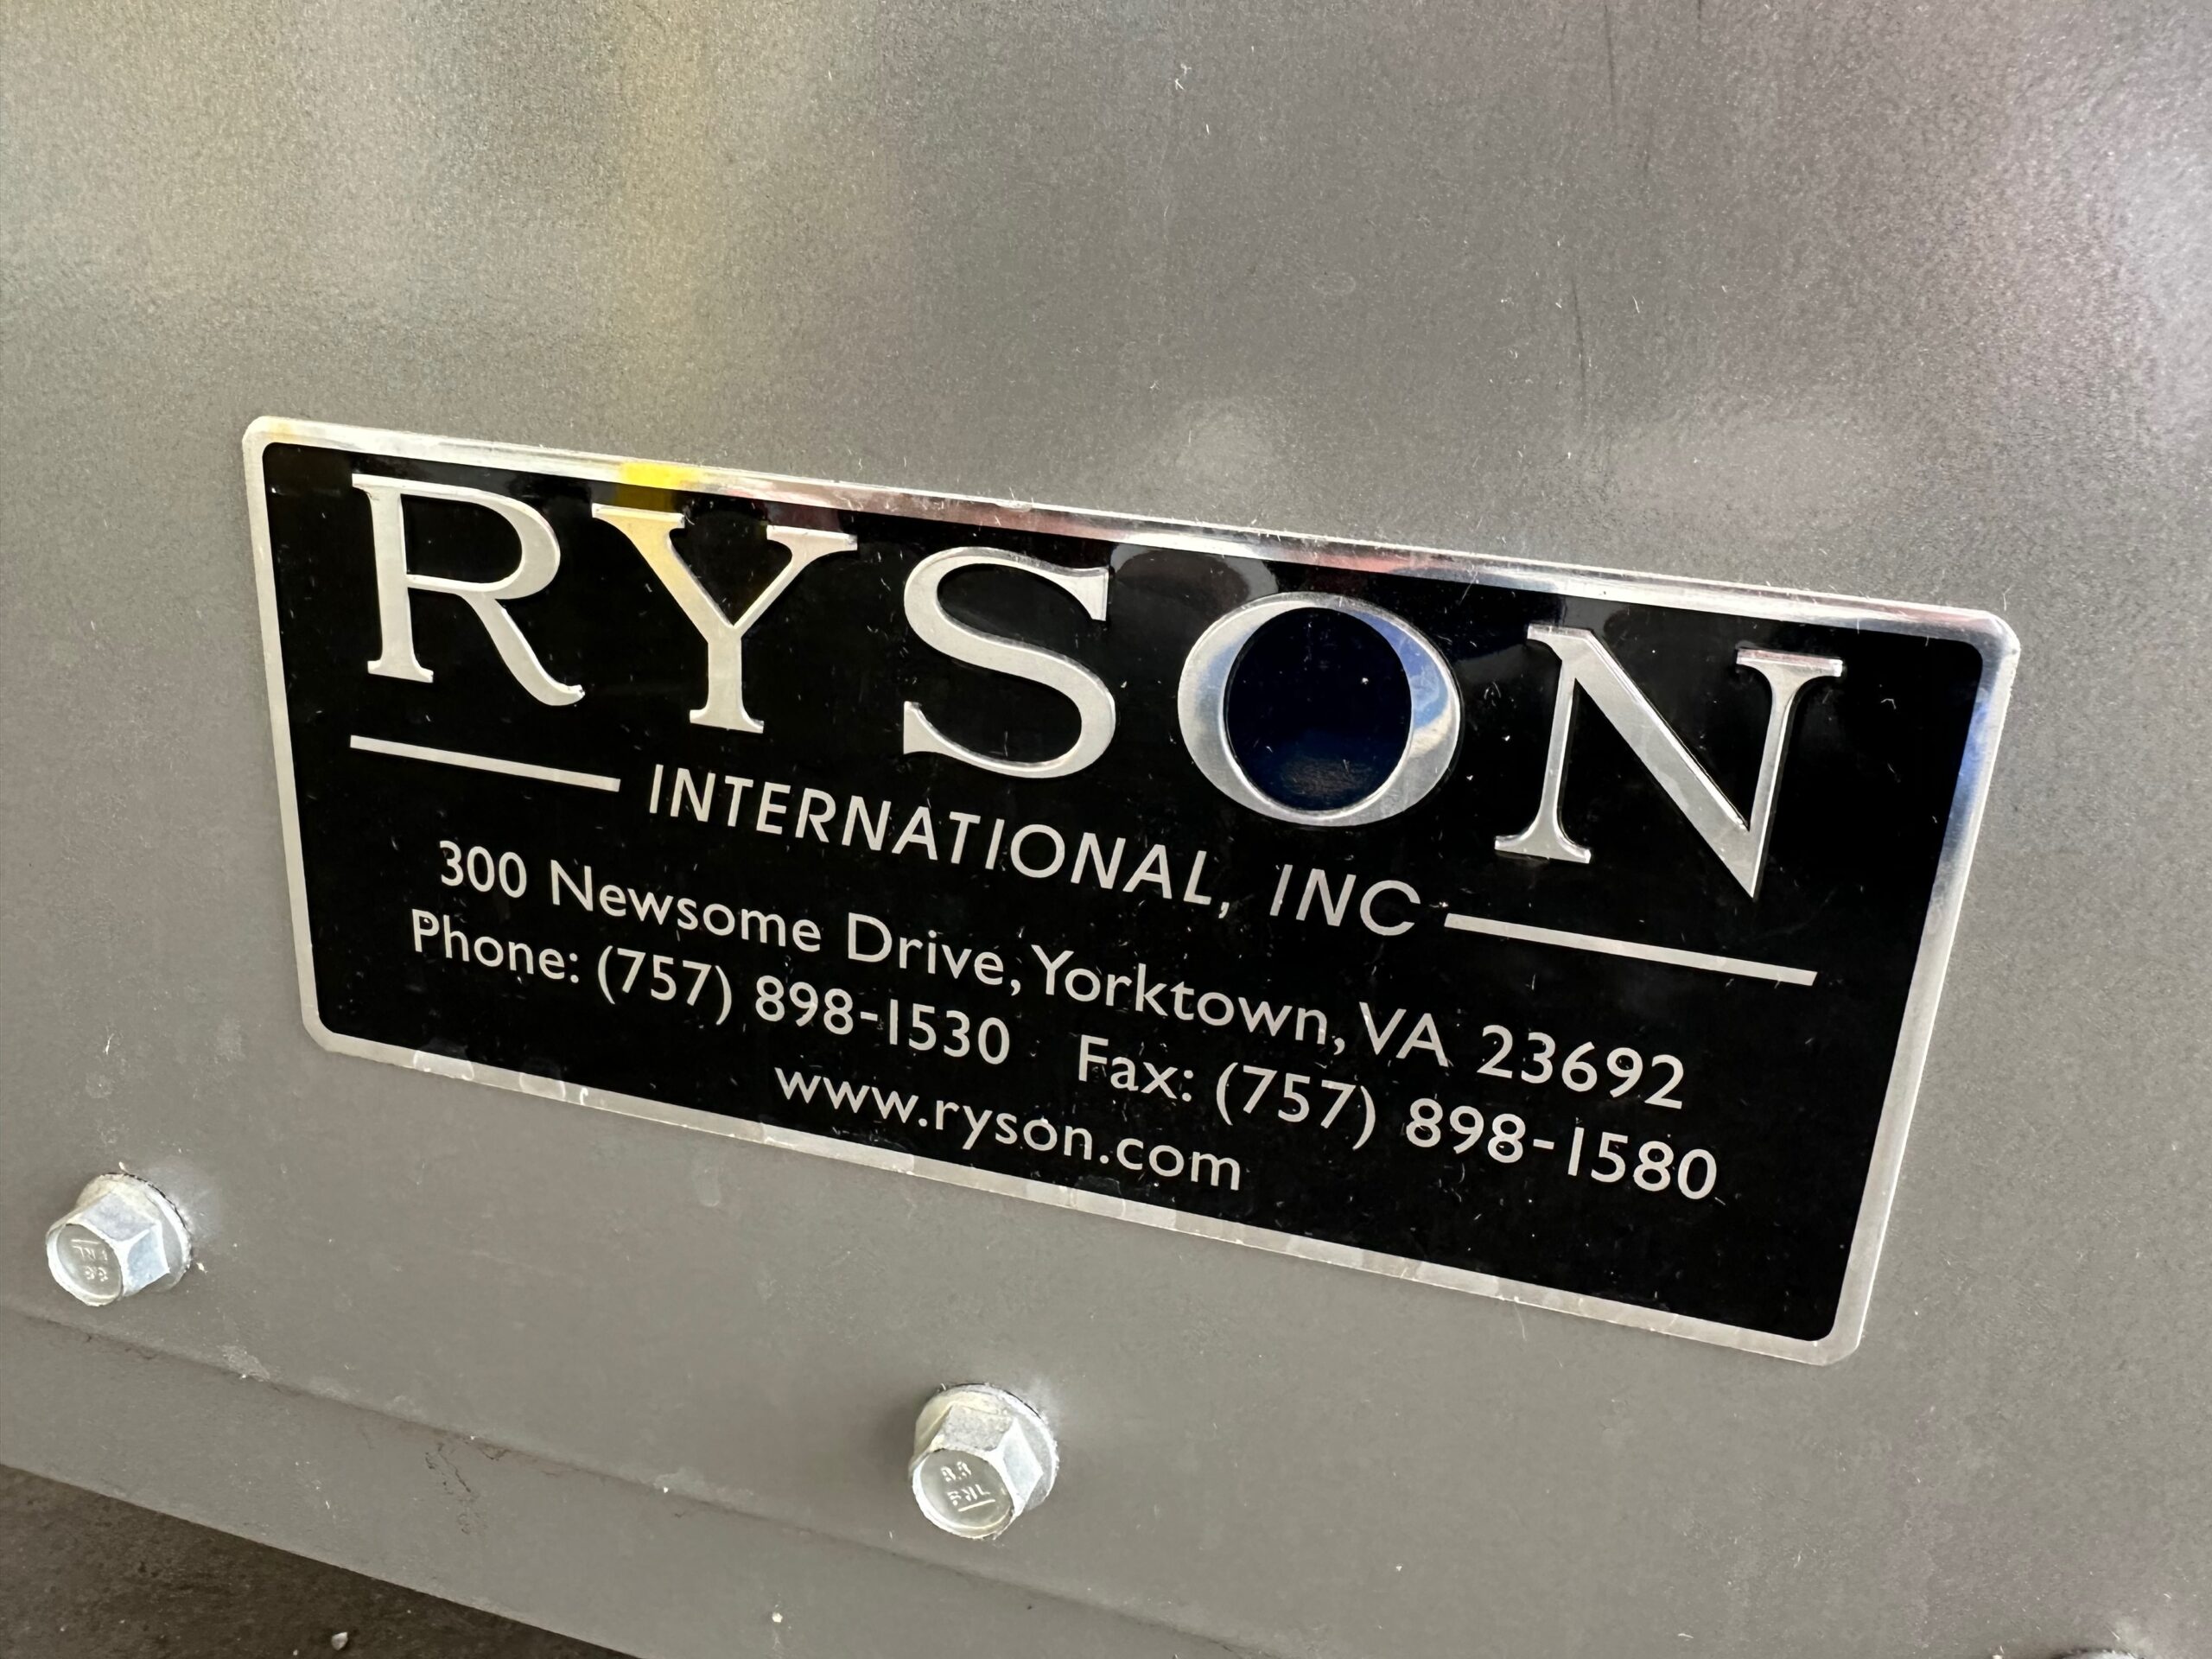 RYSON
INTERNATIONAL, INC
300 Newsome Drive, Yorktown, VA 23692
Phone: (757) 898-1530 Fax: (757) 898-1580
www.ryson.com